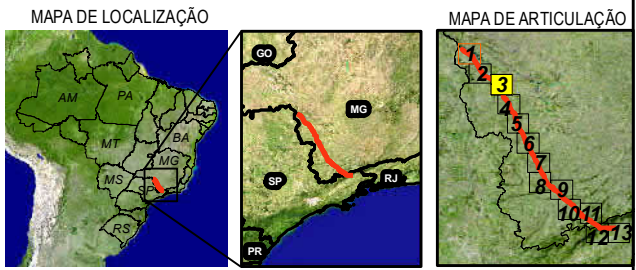 MAPA DE LOCALIZAÇÃO
AM
PA
BA
MT
MG
MS
SP
RS
GO
MG
SP
RJ
PR
MAPA DE ARTICULAÇÃO
1
2
3
4
5
6
7
8
9
10
11
12
13